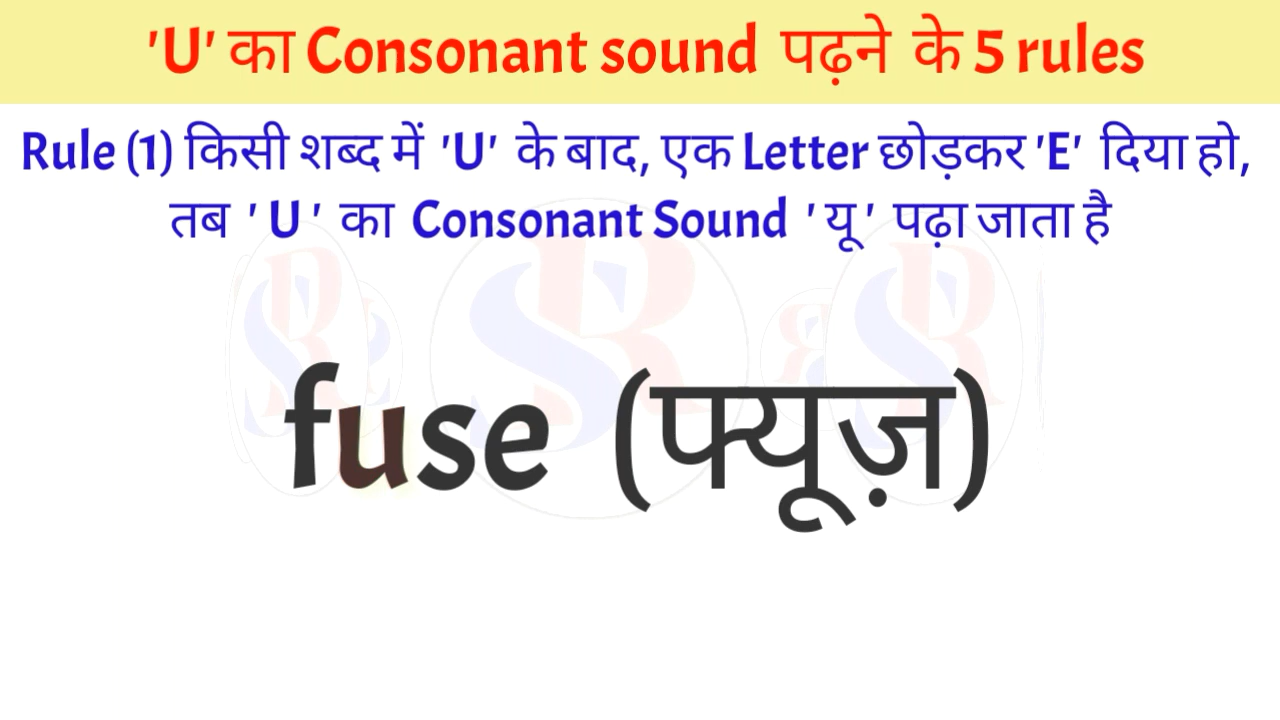 'U' का Consonant sound पढ़ने के 5 rules
Rule (1) किसी शब्द में 'U' के बाद, एक Letter छोड़कर 'E' दिया हो,
तब ' U ' का Consonant Sound ' यू ' पढ़ा जाता है
fuse (फ्यूज़)